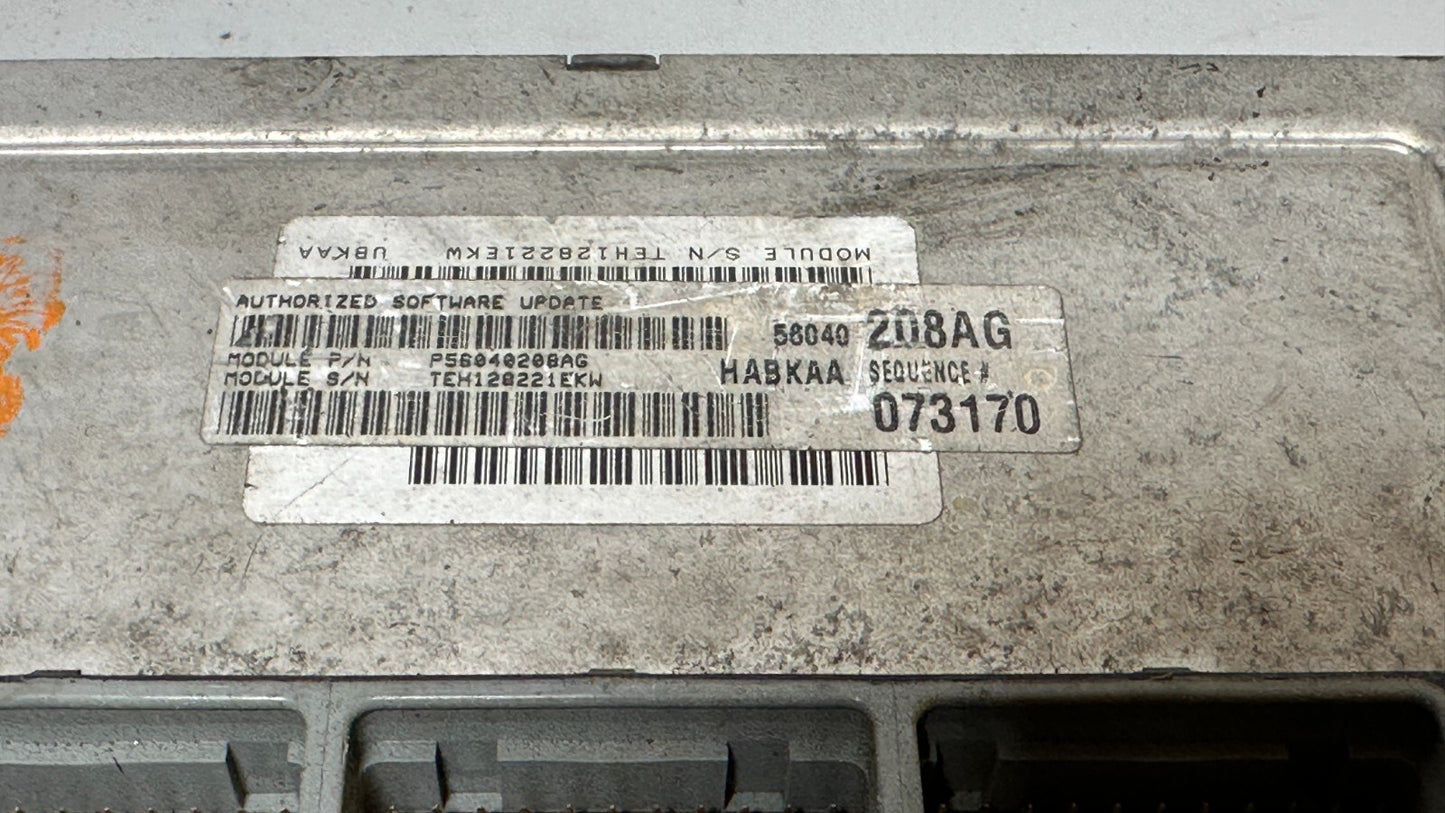 MODULE S/N TEH128221EKW UBKAA
AUTHORIZED SOFTWARE UPDATE
56040 208AG
MODULE P/N P56040208AG
MODULE S/N TEH128221EKW
HABKAA SEQUENCE #
073170